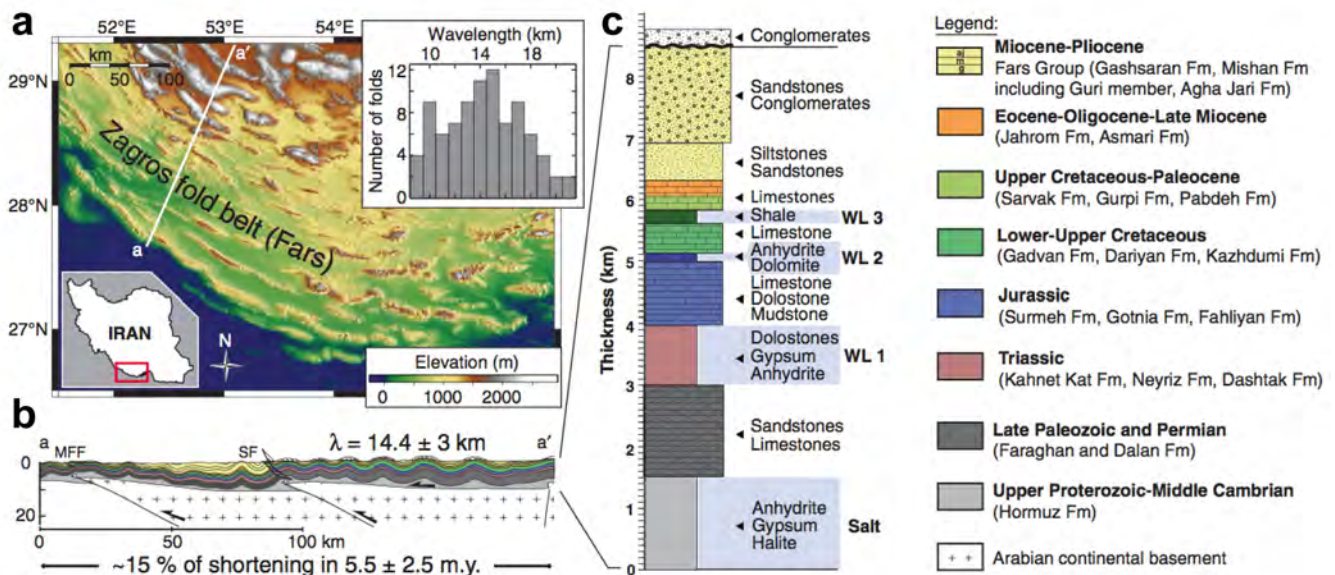 a
52°E 53°E 54°E
29°N
28°N
27°N
km
0 50 100
a'
a
Zagros fold belt (Fars)
IRAN
N
Wavelength (km)
10 14 18
Number of folds
12
8
4
0
Elevation (m)
0 1000 2000
b
a
a'
MFF
SF
λ = 14.4 ± 3 km
0
20
0 50 100 km
~15 % of shortening in 5.5 ± 2.5 m.y.
c
Thickness (km)
8
7
6
5
4
3
2
1
0
Conglomerates
Sandstones
Conglomerates
Siltstones
Sandstones
Limestones
Shale
WL 3
Limestone
Anhydrite
Dolomite
WL 2
Limestone
Dolostone
Mudstone
Dolostones
Gypsum
Anhydrite
WL 1
Sandstones
Limestones
Anhydrite
Gypsum
Halite
Salt
Legend:
a
m
g
Miocene-Pliocene
Fars Group (Gashsaran Fm, Mishan Fm
including Guri member, Agha Jari Fm)
Eocene-Oligocene-Late Miocene
(Jahrom Fm, Asmari Fm)
Upper Cretaceous-Paleocene
(Sarvak Fm, Gurpi Fm, Pabdeh Fm)
Lower-Upper Cretaceous
(Gadvan Fm, Dariyan Fm, Kazhdumi Fm)
Jurassic
(Surmeh Fm, Gotnia Fm, Fahliyan Fm)
Triassic
(Kahnet Kat Fm, Neyriz Fm, Dashtak Fm)
Late Paleozoic and Permian
(Faraghan and Dalan Fm)
Upper Proterozoic-Middle Cambrian
(Hormuz Fm)
Arabian continental basement